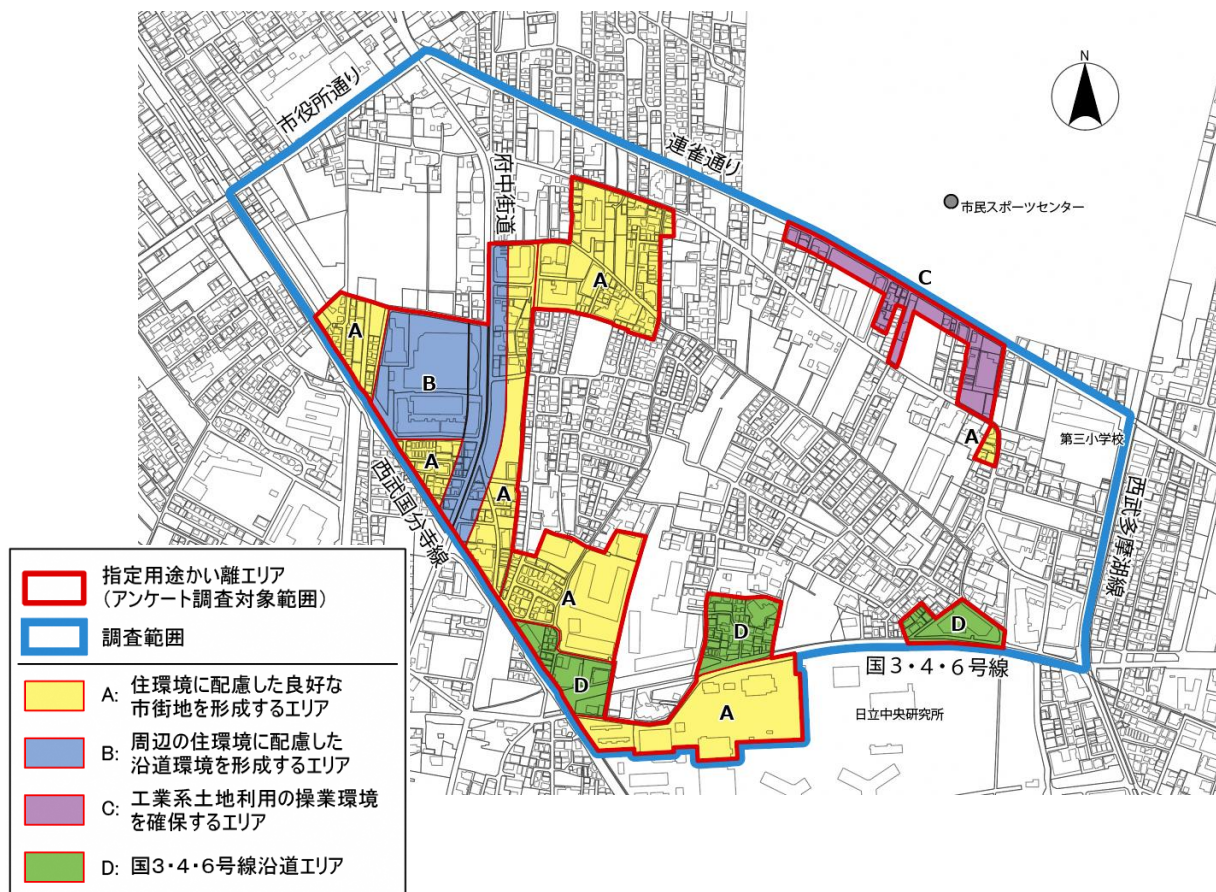 N
市役所通り
府中街道
連雀通り
市民スポーツセンター
C
A
A
B
A
第三小学校
A
西武多摩湖線
A
西武国分寺線
A
D
D
国3・4・6号線
D
A
日立中央研究所
指定用途かい離エリア
(アンケート調査対象範囲)
調査範囲
A: 住環境に配慮した良好な
市街地を形成するエリア
B: 周辺の住環境に配慮した
沿道環境を形成するエリア
C: 工業系土地利用の操業環境
を確保するエリア
D: 国3・4・6号線沿道エリア